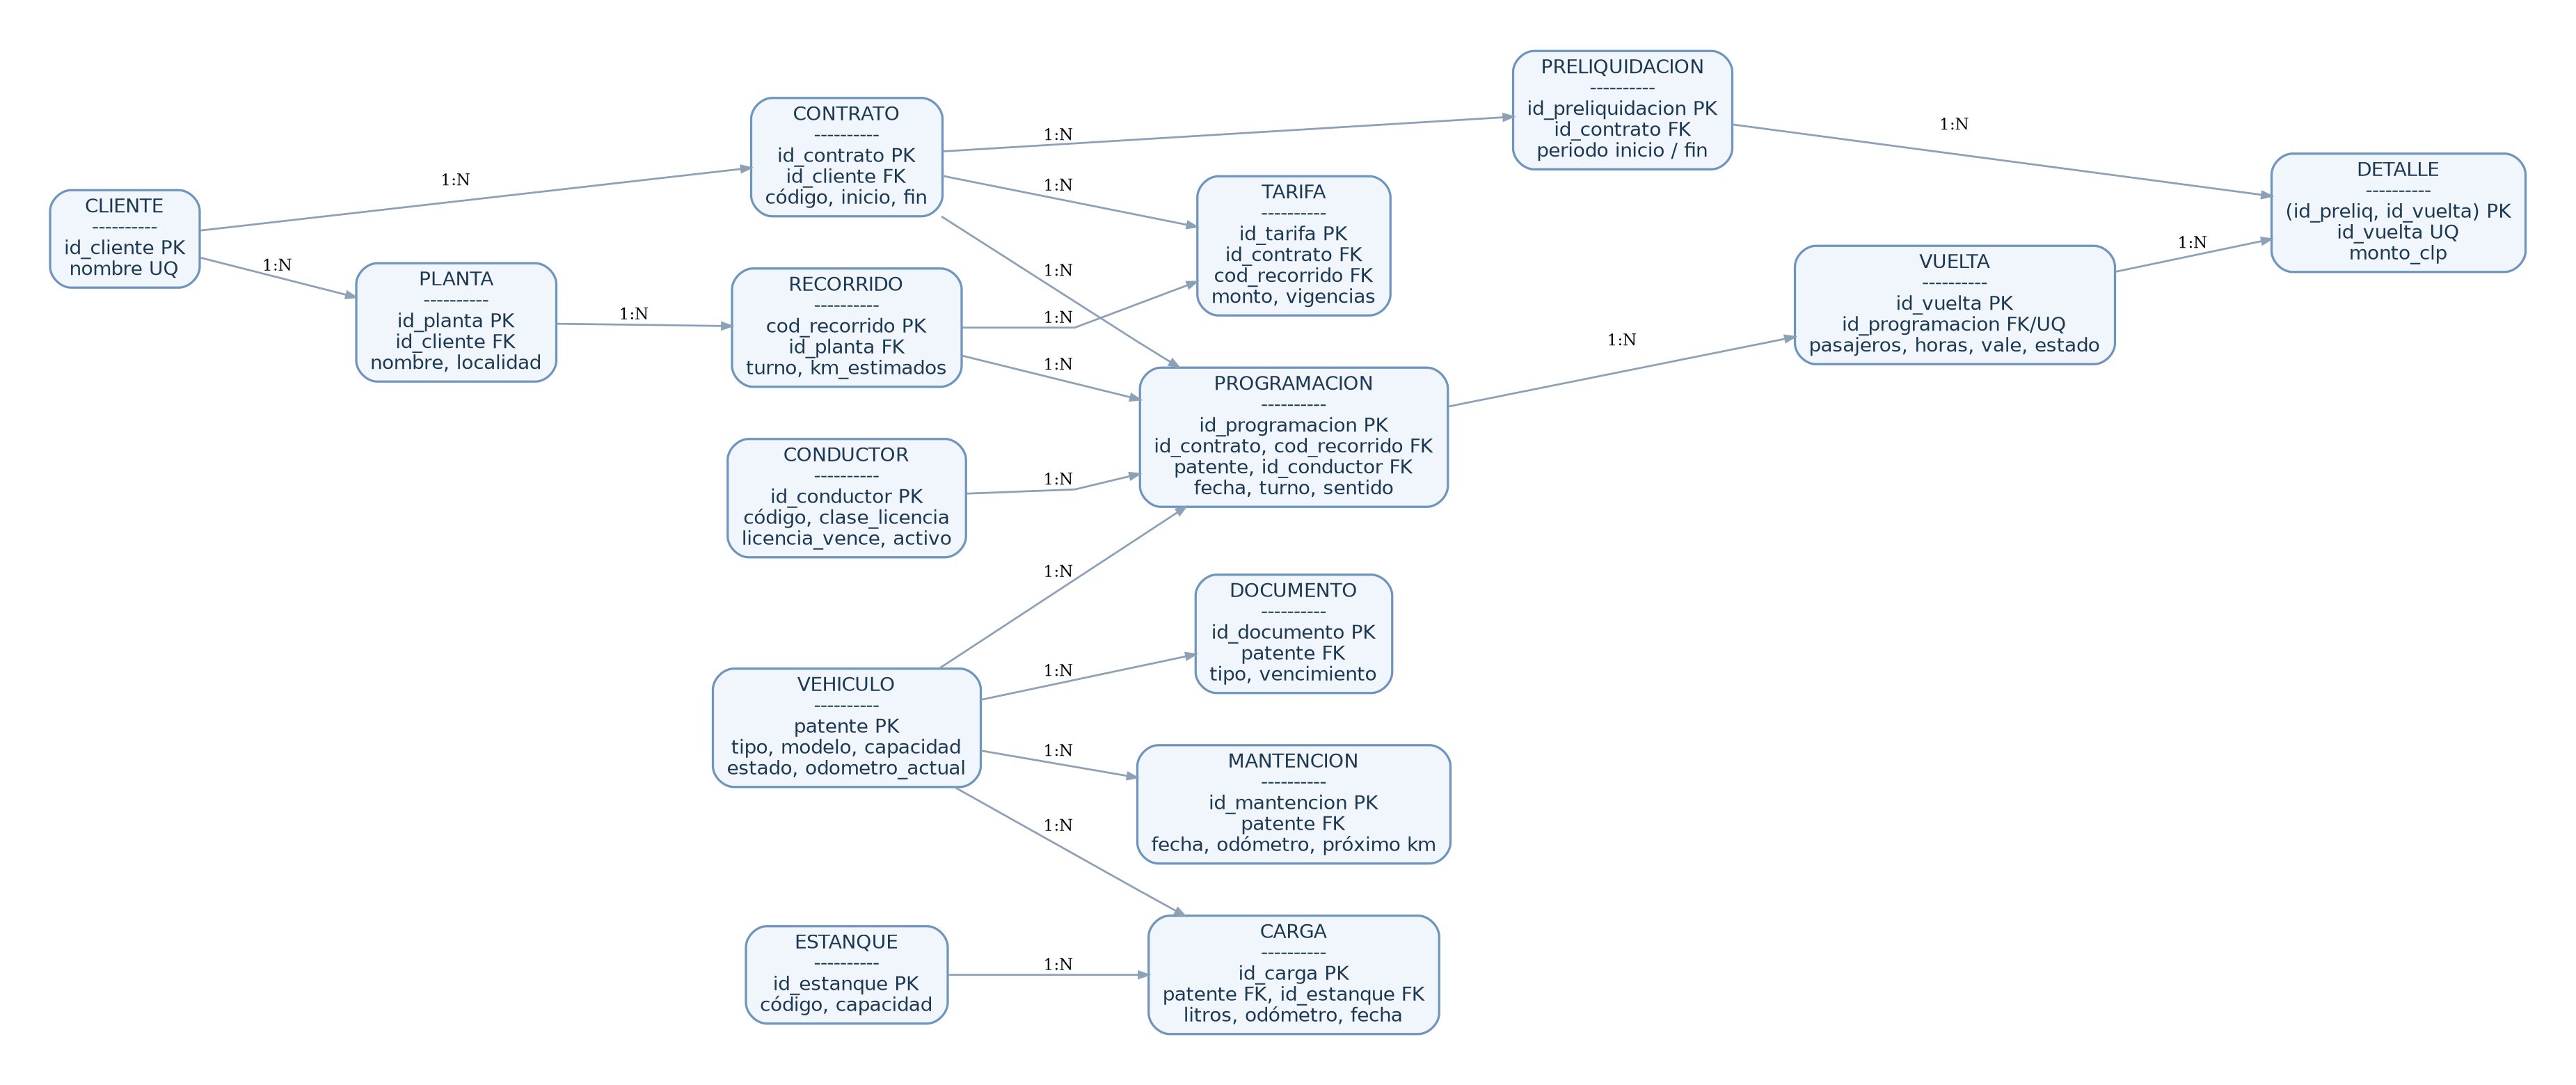 CLIENTE
----------
id_cliente PK
nombre UQ
1:N
1:N
PLANTA
----------
id_planta PK
id_cliente FK
nombre, localidad
1:N
CONTRATO
----------
id_contrato PK
id_cliente FK
código, inicio, fin
1:N
1:N
1:N
RECORRIDO
----------
cod_recorrido PK
id_planta FK
turno, km_estimados
1:N
1:N
CONDUCTOR
----------
id_conductor PK
código, clase_licencia
licencia_vence, activo
1:N
VEHICULO
----------
patente PK
tipo, modelo, capacidad
estado, odometro_actual
1:N
1:N
1:N
1:N
ESTANQUE
----------
id_estanque PK
código, capacidad
1:N
TARIFA
----------
id_tarifa PK
id_contrato FK
cod_recorrido FK
monto, vigencias
PROGRAMACION
----------
id_programacion PK
id_contrato, cod_recorrido FK
patente, id_conductor FK
fecha, turno, sentido
1:N
DOCUMENTO
----------
id_documento PK
patente FK
tipo, vencimiento
MANTENCION
----------
id_mantencion PK
patente FK
fecha, odómetro, próximo km
CARGA
----------
id_carga PK
patente FK, id_estanque FK
litros, odómetro, fecha
PRELIQUIDACION
----------
id_preliquidacion PK
id_contrato FK
periodo inicio / fin
1:N
VUELTA
----------
id_vuelta PK
id_programacion FK/UQ
pasajeros, horas, vale, estado
1:N
DETALLE
----------
(id_preliq, id_vuelta) PK
id_vuelta UQ
monto_clp